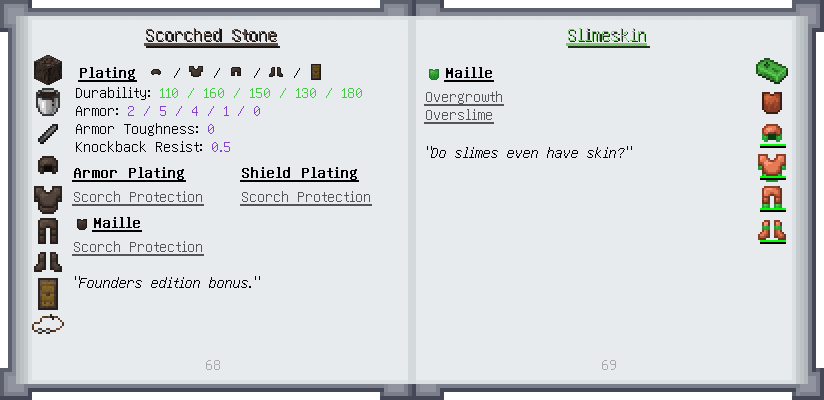 Scorched Stone
Plating / / / /
Durability: 110 / 160 / 150 / 130 / 180
Armor: 2 / 5 / 4 / 1 / 0
Armor Toughness: 0
Knockback Resist: 0.5
Armor Plating
Shield Plating
Scorch Protection
Scorch Protection
Maille
Scorch Protection
"Founders edition bonus."
68
Slimeskin
Maille
Overgrowth
Overslime
"Do slimes even have skin?"
69